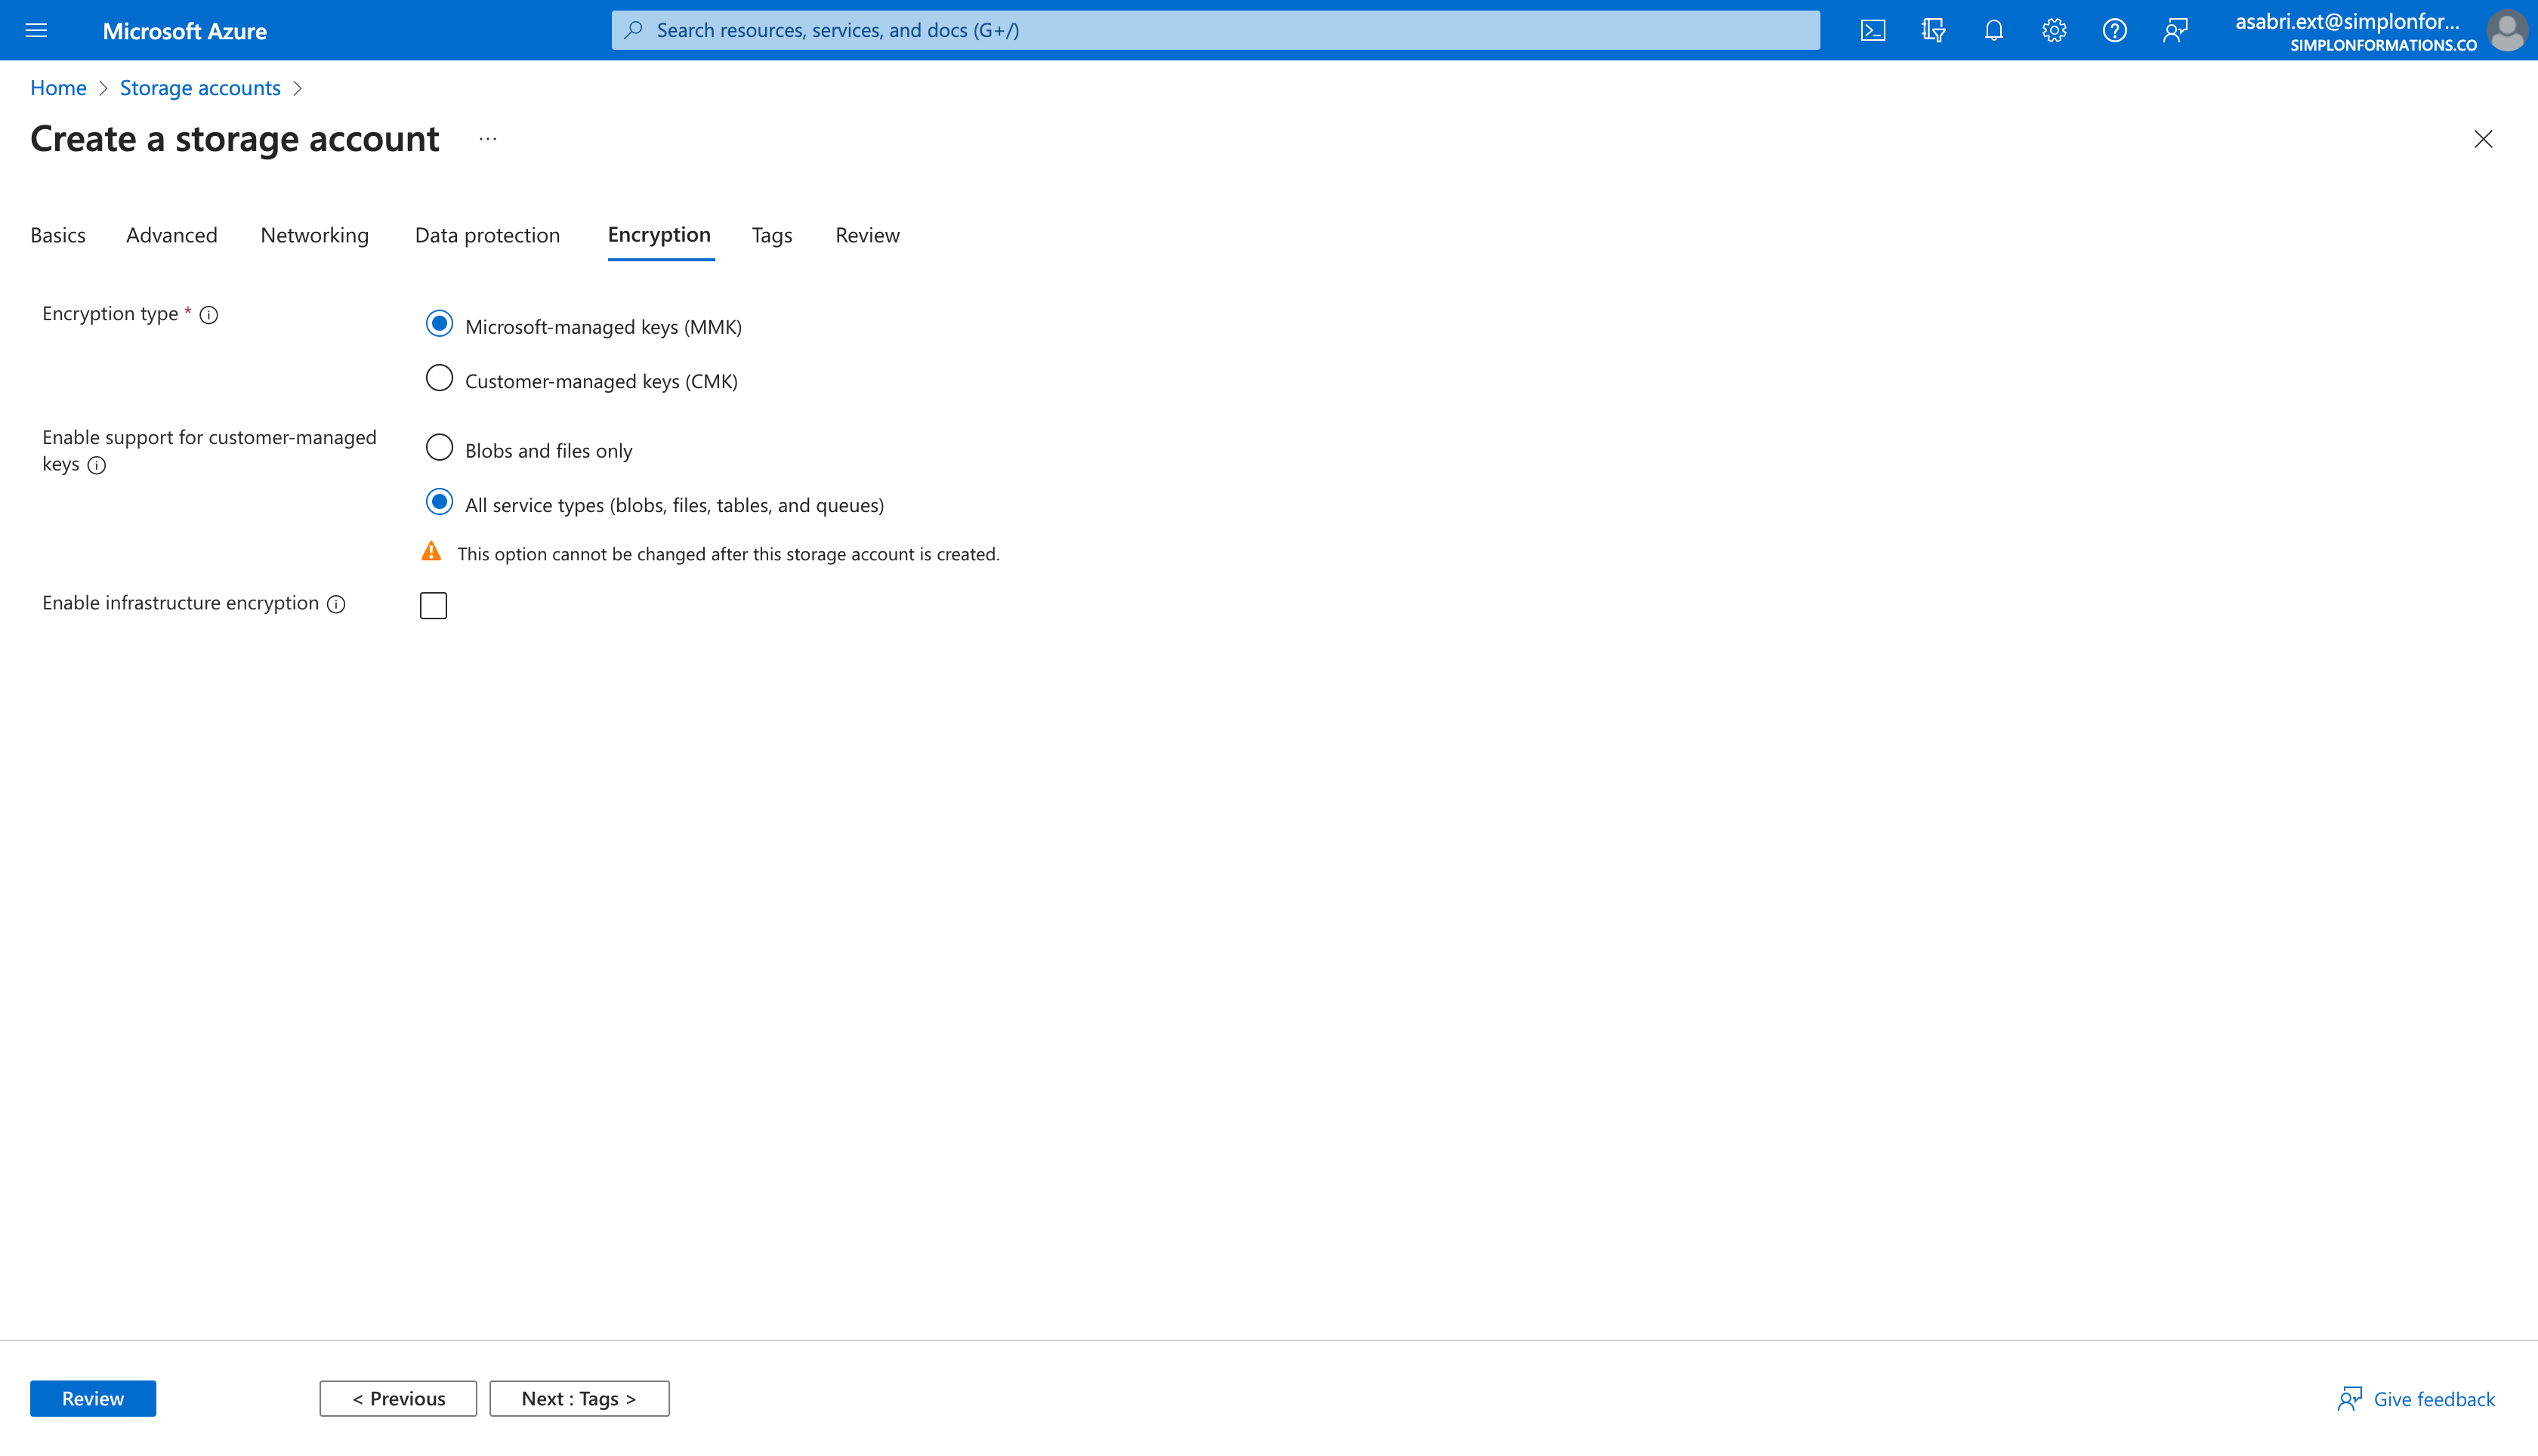 Microsoft Azure
Search resources, services, and docs (G+/)
asabri.ext@simplonfor...
SIMPLONFORMATIONS.CO
Home > Storage accounts >
Create a storage account ...
Basics Advanced Networking Data protection Encryption Tags Review
Encryption type *
Microsoft-managed keys (MMK)
Customer-managed keys (CMK)
Enable support for customer-managed
keys
Blobs and files only
All service types (blobs, files, tables, and queues)
This option cannot be changed after this storage account is created.
Enable infrastructure encryption
Review
< Previous
Next : Tags >
Give feedback